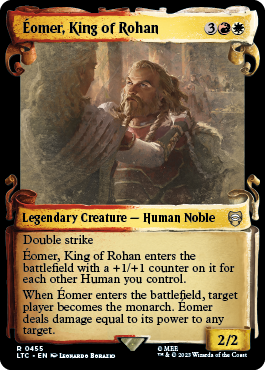 Éomer, King of Rohan 3
Legendary Creature — Human Noble
Double strike
Éomer, King of Rohan enters the
battlefield with a +1/+1 counter on it for
each other Human you control.
When Éomer enters the battlefield, target
player becomes the monarch. Éomer
deals damage equal to its power to any
target.
2/2
R 0455
LTC • EN Leonardo Borazio
© MEE
™ & © 2023 Wizards of the Coast